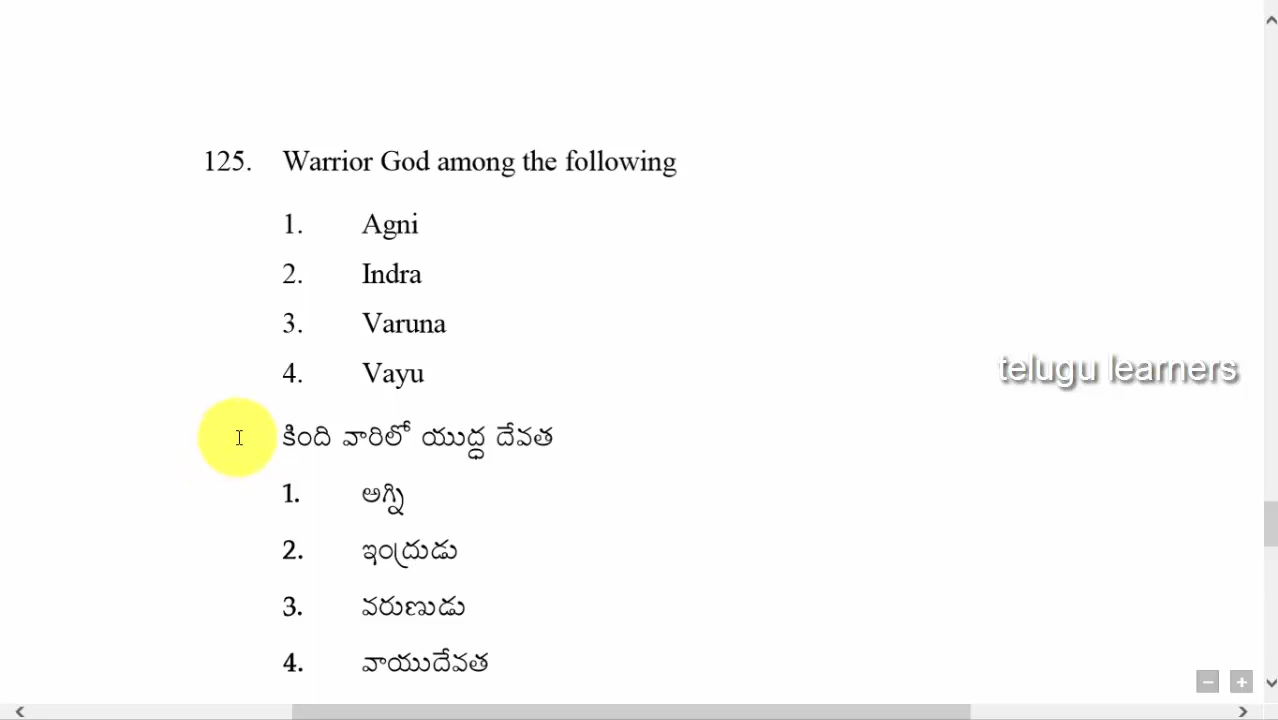 125. Warrior God among the following
1. Agni
2. Indra
3. Varuna
4. Vayu
telugu learners
కింది వారిలో యుద్ధ దేవత
1. అగ్ని
2. ఇంద్రుడు
3. వరుణుడు
4. వాయుదేవత